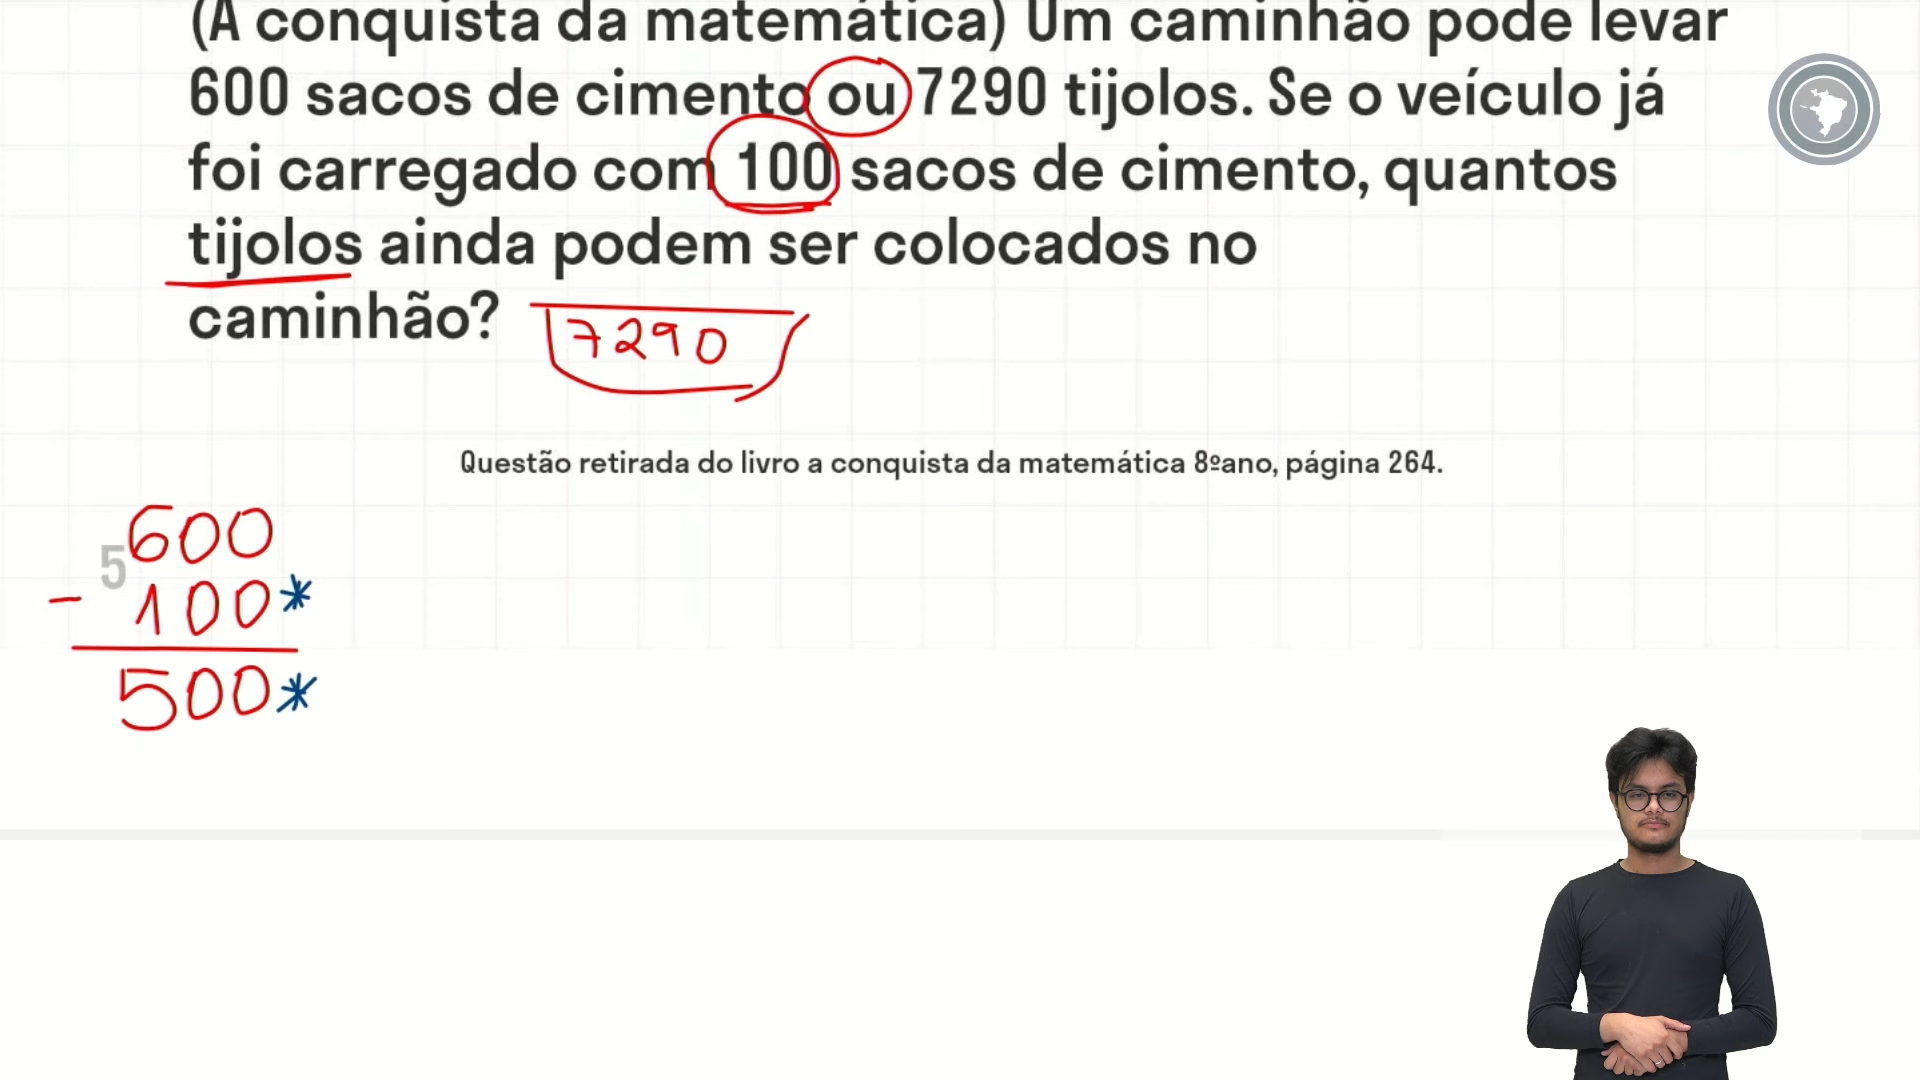 (A conquista da matemática) Um caminhão pode levar
600 sacos de cimento ou 7290 tijolos. Se o veículo já
foi carregado com 100 sacos de cimento, quantos
tijolos ainda podem ser colocados no
caminhão?
7290
Questão retirada do livro a conquista da matemática 8ºano, página 264.
600
5
- 100*
500*